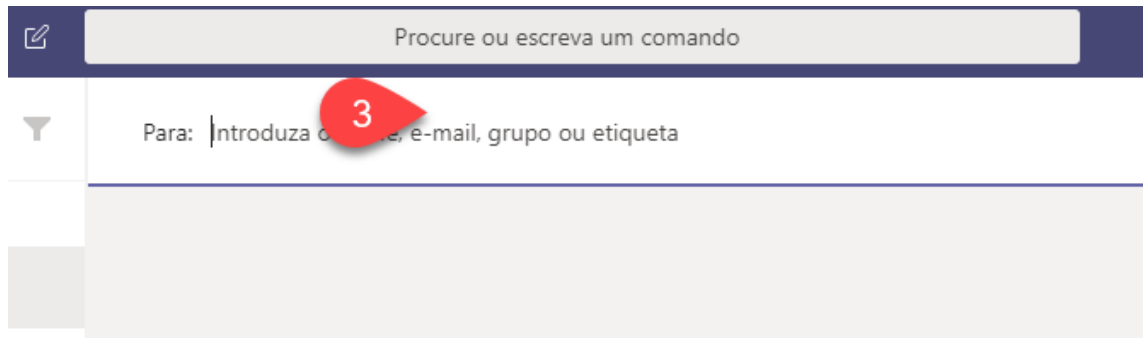 Procure ou escreva um comando
3
Para: Introduza o e, e-mail, grupo ou etiqueta